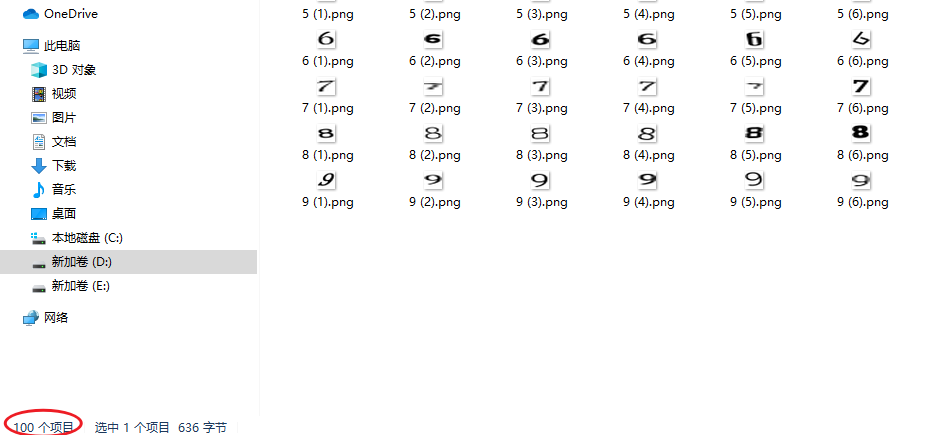 OneDrive
此电脑
3D 对象
视频
图片
文档
下载
音乐
桌面
本地磁盘 (C:)
新加卷 (D:)
新加卷 (E:)
网络
5 (1).png 5 (2).png 5 (3).png 5 (4).png 5 (5).png 5 (6).png
6 6 6 6 6 6
6 (1).png 6 (2).png 6 (3).png 6 (4).png 6 (5).png 6 (6).png
7 7 7 7 7 7
7 (1).png 7 (2).png 7 (3).png 7 (4).png 7 (5).png 7 (6).png
8 8 8 8 8 8
8 (1).png 8 (2).png 8 (3).png 8 (4).png 8 (5).png 8 (6).png
9 9 9 9 9 9
9 (1).png 9 (2).png 9 (3).png 9 (4).png 9 (5).png 9 (6).png
100 个项目 选中 1 个项目 636 字节